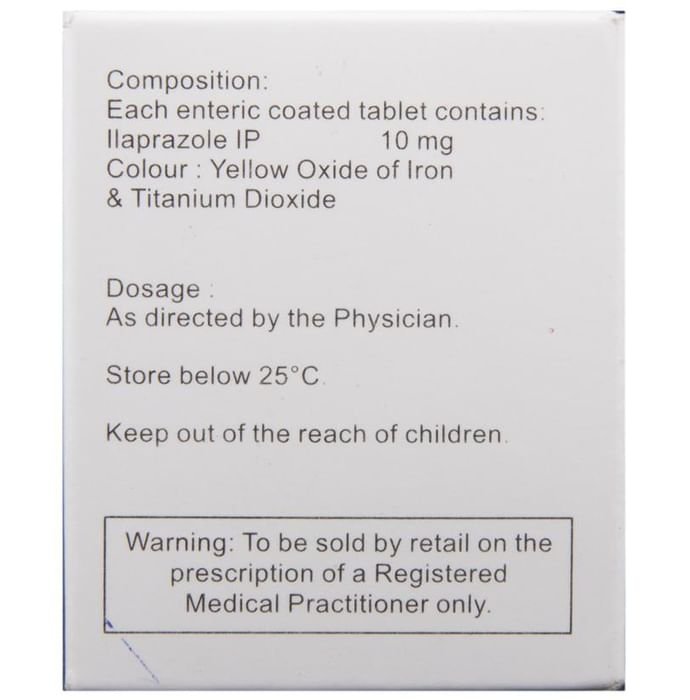 Composition:
Each enteric coated tablet contains:
Ilaprazole IP 10 mg
Colour : Yellow Oxide of Iron
& Titanium Dioxide
Dosage :
As directed by the Physician.
Store below 25°C.
Keep out of the reach of children.
Warning: To be sold by retail on the
prescription of a Registered
Medical Practitioner only.